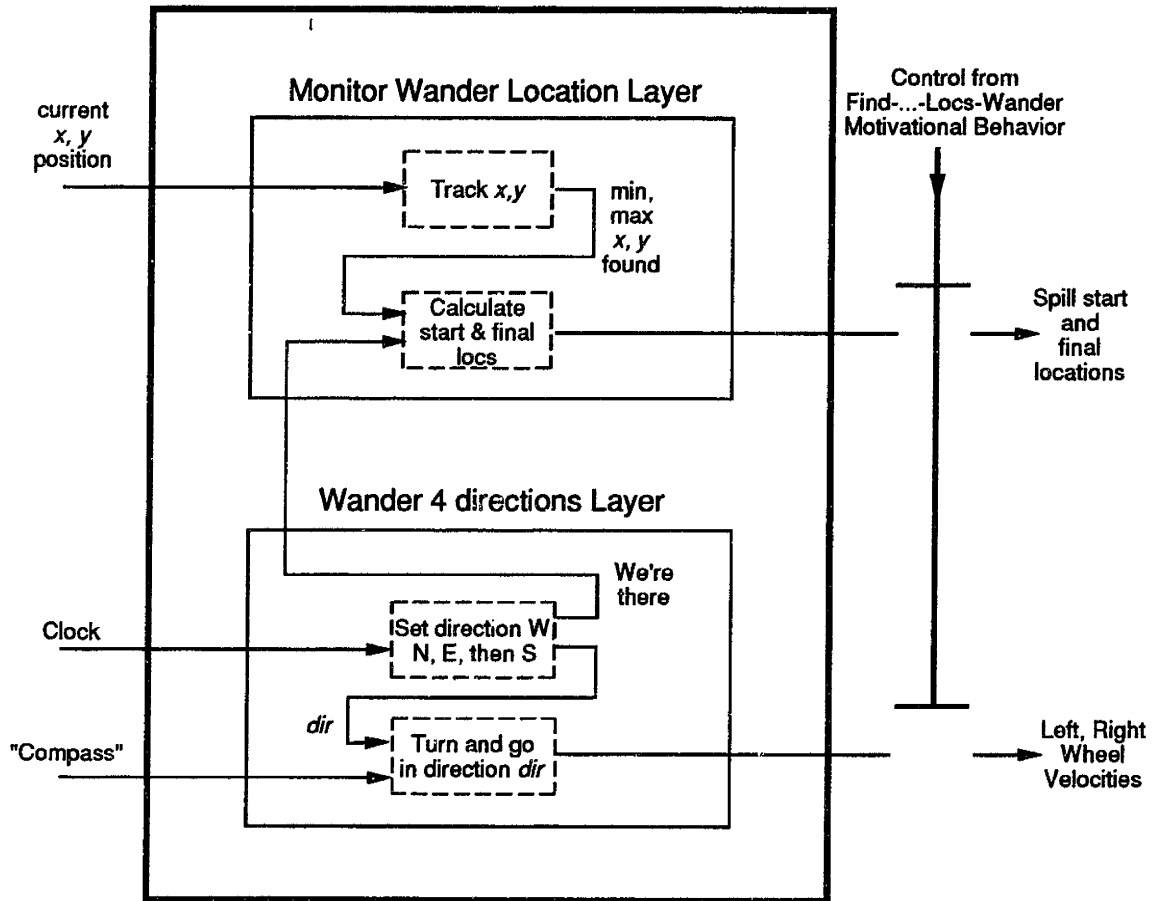 Monitor Wander Location Layer
current
x, y
position
Track x,y
min,
max
x, y
found
Calculate
start & final
locs
Control from
Find-...-Locs-Wander
Motivational Behavior
Spill start
and
final
locations
Wander 4 directions Layer
We're
there
Clock
Set direction W
N, E, then S
dir
"Compass"
Turn and go
in direction dir
Left, Right
Wheel
Velocities